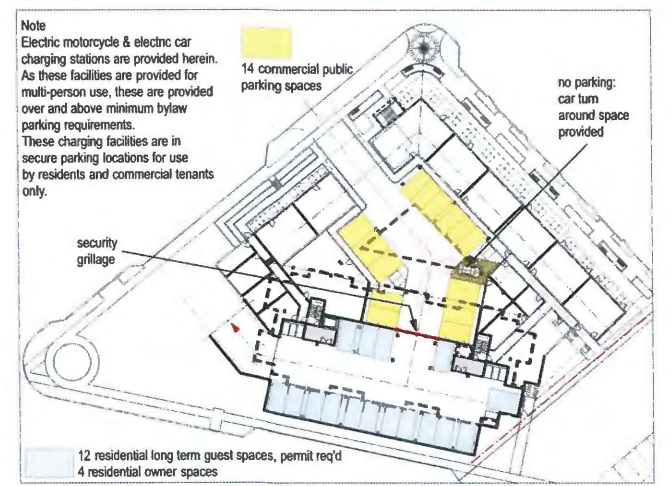 Note
Electric motorcycle & electric car
charging stations are provided herein.
As these facilities are provided for
multi-person use, these are provided
over and above minimum bylaw
parking requirements.
These charging facilities are in
secure parking locations for use
by residents and commercial tenants
only.
14 commercial public
parking spaces
no parking:
car turn
around space
provided
security
grillage
12 residential long term guest spaces, permit req'd
4 residential owner spaces